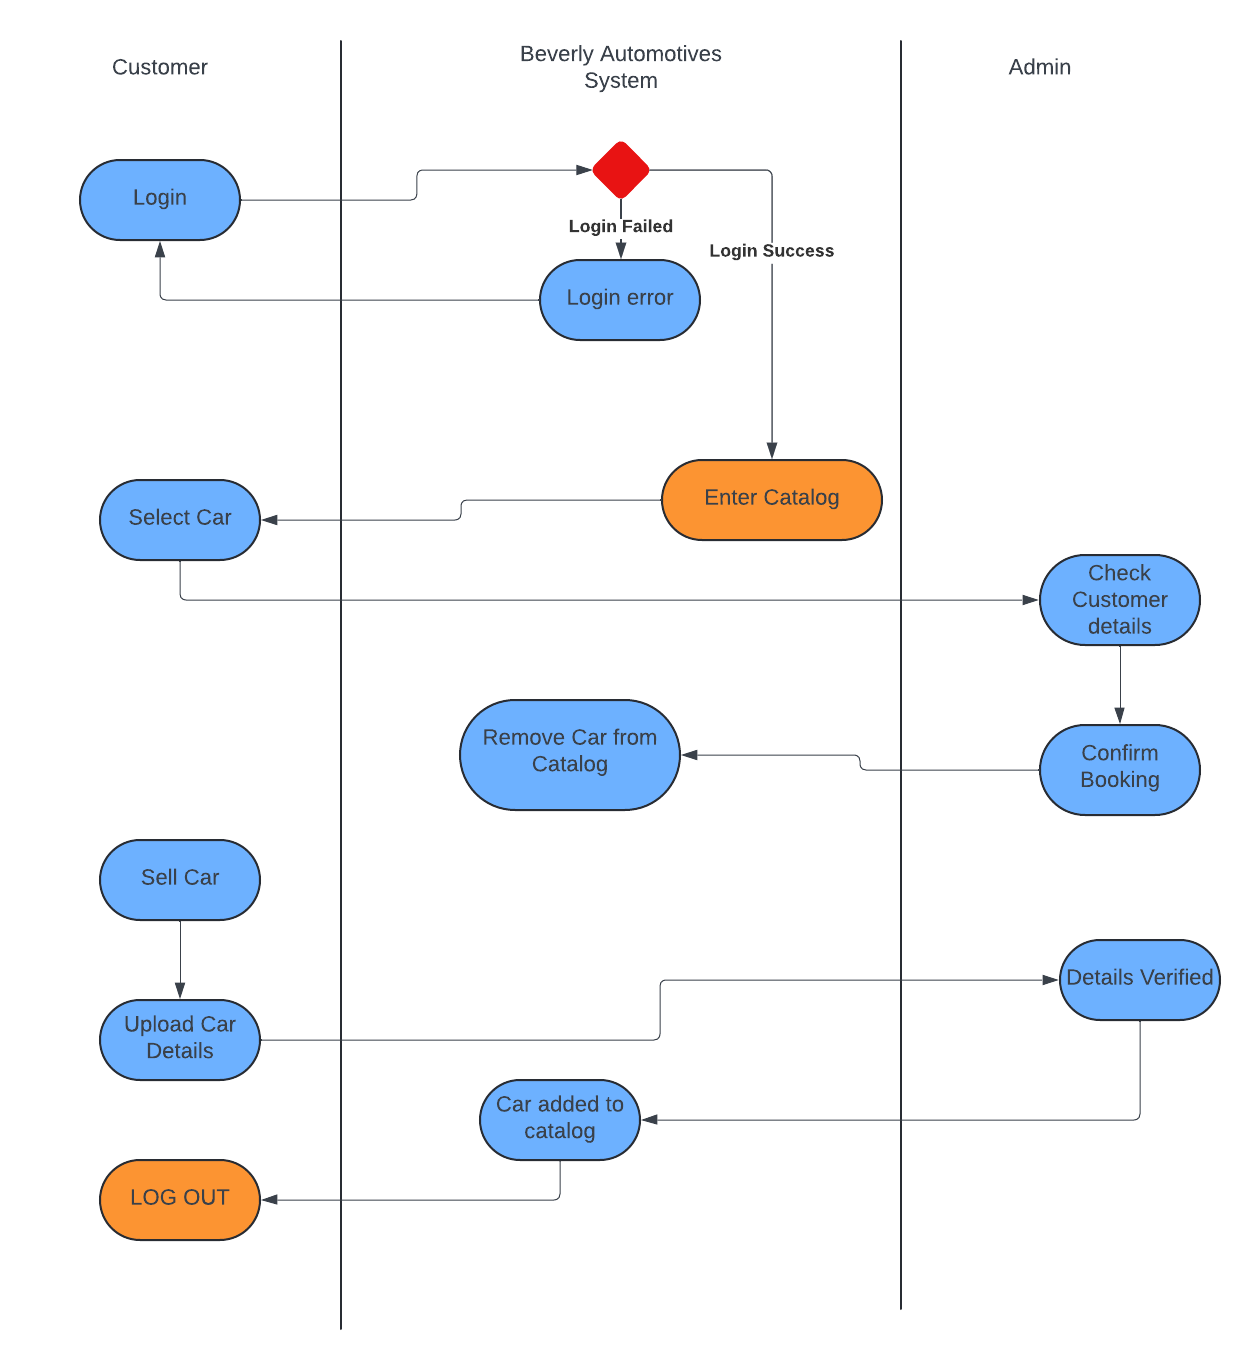 Customer
Beverly Automotives
System
Admin
Login
Login Failed
Login Success
Login error
Enter Catalog
Select Car
Check
Customer
details
Remove Car from
Catalog
Confirm
Booking
Sell Car
Details Verified
Upload Car
Details
Car added to
catalog
LOG OUT